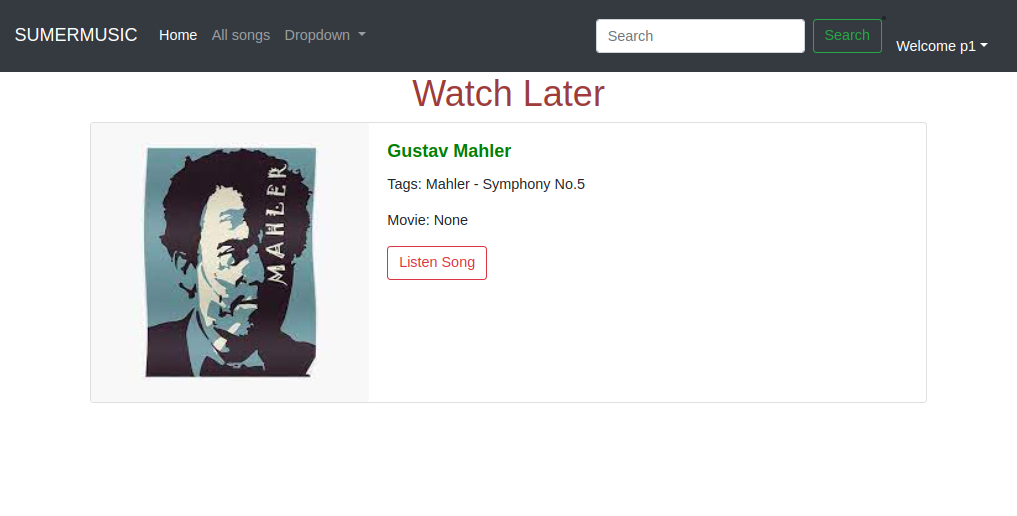 SUMERMUSIC Home All songs Dropdown Search Search Welcome p1
Watch Later
MAHLER
Gustav Mahler
Tags: Mahler - Symphony No.5
Movie: None
Listen Song